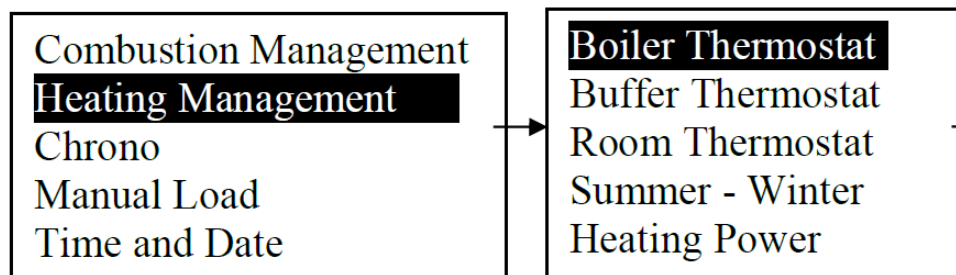 Combustion Management
Heating Management
Chrono
Manual Load
Time and Date
Boiler Thermostat
Buffer Thermostat
Room Thermostat
Summer - Winter
Heating Power